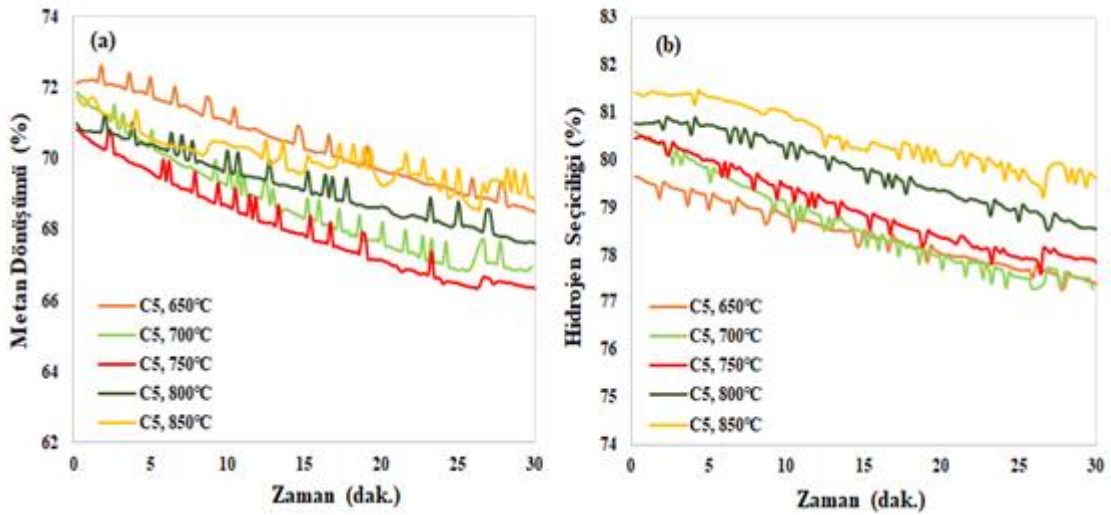 (a)
Metan Dönüşümü (%)
74
72
70
68
66
64
62
C5, 650°C
C5, 700°C
C5, 750°C
C5, 800°C
C5, 850°C
0 5 10 15 20 25 30
Zaman (dak.)
(b)
Hidrojen Seçiciliği (%)
83
82
81
80
79
78
77
76
75
74
C5, 650°C
C5, 700°C
C5, 750°C
C5, 800°C
C5, 850°C
0 5 10 15 20 25 30
Zaman (dak.)